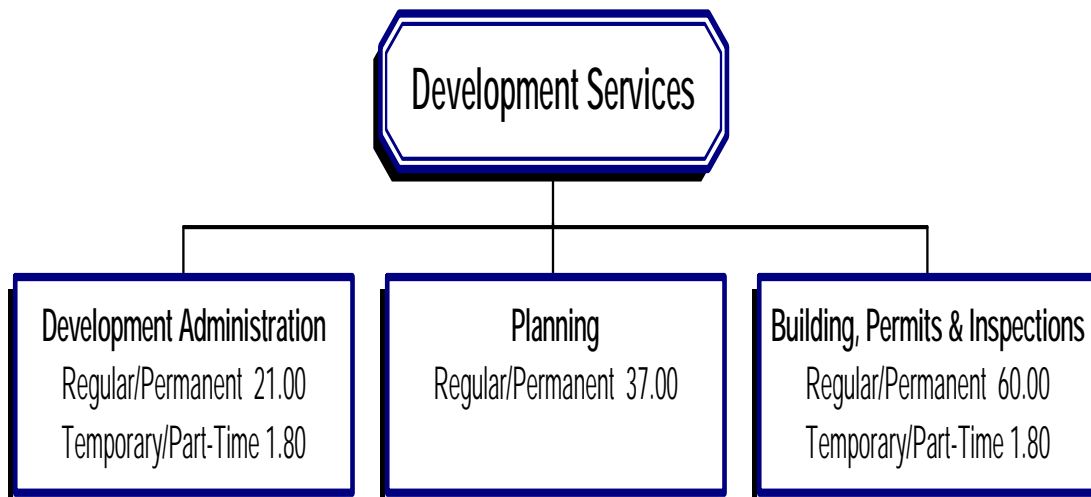 Development Services
Development Administration
Regular/Permanent 21.00
Temporary/Part-Time 1.80
Planning
Regular/Permanent 37.00
Building, Permits & Inspections
Regular/Permanent 60.00
Temporary/Part-Time 1.80